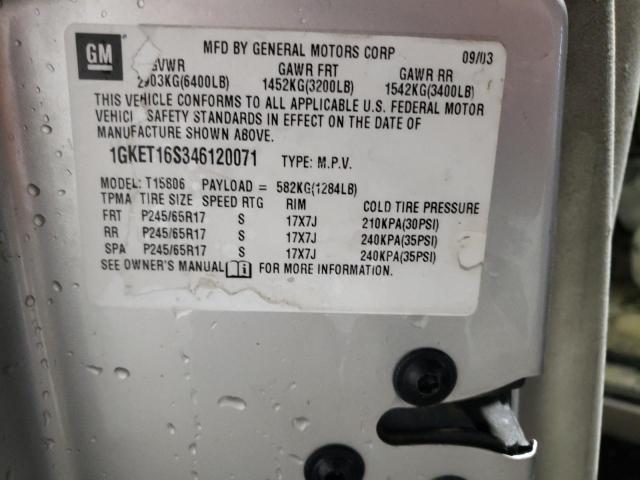 GM
MFD BY GENERAL MOTORS CORP 09/03
GVWR GAWR FRT GAWR RR
2903KG(6400LB) 1452KG(3200LB) 1542KG(3400LB)
THIS VEHICLE CONFORMS TO ALL APPLICABLE U.S. FEDERAL MOTOR
SAFETY STANDARDS IN EFFECT ON THE DATE OF
MANUFACTURE SHOWN ABOVE.
1GKET16S346120071 TYPE: M.P.V.
MODEL: T15806 PAYLOAD = 582KG(1284LB)
TPMA TIRE SIZE SPEED RTG RIM COLD TIRE PRESSURE
FRT P245/65R17 S 17X7J 210KPA(30PSI)
RR P245/65R17 S 17X7J 240KPA(35PSI)
SPA P245/65R17 S 17X7J 240KPA(35PSI)
SEE OWNER'S MANUAL FOR MORE INFORMATION.